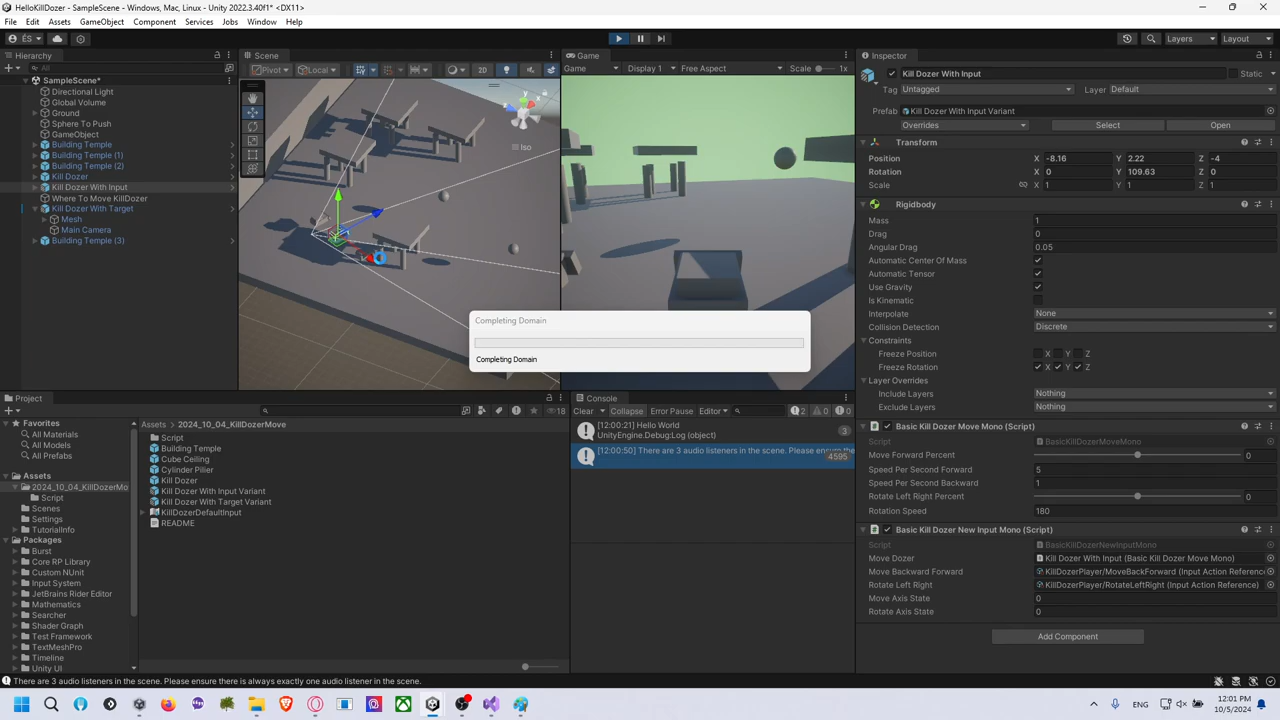 HelloKillDozer - SampleScene - Windows, Mac, Linux - Unity 2022.3.40f1* <DX11>
File Edit Assets GameObject Component Services Jobs Window Help
ÉS
Layers Layout
Hierarchy
All
SampleScene*
Directional Light
Global Volume
Ground
Sphere To Push
GameObject
Building Temple
Building Temple (1)
Building Temple (2)
Kill Dozer
Kill Dozer With Input
Where To Move KillDozer
Kill Dozer With Target
Mesh
Main Camera
Building Temple (3)
Scene
Pivot Local 2D
Iso
Game
Game Display 1 Free Aspect Scale 1x
Completing Domain
Completing Domain
Inspector
Kill Dozer With Input Static
Tag Untagged Layer Default
Prefab Kill Dozer With Input Variant
Overrides Select Open
Transform
Position X -8.16 Y 2.22 Z -4
Rotation X 0 Y 109.63 Z 0
Scale X 1 Y 1 Z 1
Rigidbody
Mass 1
Drag 0
Angular Drag 0.05
Automatic Center Of Mass
Automatic Tensor
Use Gravity
Is Kinematic
Interpolate None
Collision Detection Discrete
Constraints
Freeze Position X Y Z
Freeze Rotation X Y Z
Layer Overrides
Include Layers Nothing
Exclude Layers Nothing
Basic Kill Dozer Move Mono (Script)
Script BasicKillDozerMoveMono
Move Forward Percent 0
Speed Per Second Forward 5
Speed Per Second Backward 1
Rotate Left Right Percent 0
Rotation Speed 180
Basic Kill Dozer New Input Mono (Script)
Script BasicKillDozerNewInputMono
Move Dozer Kill Dozer With Input (Basic Kill Dozer Move Mono)
Move Backward Forward KillDozerPlayer/MoveBackForward (Input Action Referenc
Rotate Left Right KillDozerPlayer/RotateLeftRight (Input Action Reference)
Move Axis State 0
Rotate Axis State 0
Add Component
Project
18
Favorites
All Materials
All Models
All Prefabs
Assets
2024_10_04_KillDozerMo
Script
Scenes
Settings
TutorialInfo
Packages
Burst
Core RP Library
Custom NUnit
Input System
JetBrains Rider Editor
Mathematics
Searcher
Shader Graph
Test Framework
TextMeshPro
Timeline
Unity UI
Assets > 2024_10_04_KillDozerMove
Script
Building Temple
Cube Ceiling
Cylinder Pilier
Kill Dozer
Kill Dozer With Input Variant
Kill Dozer With Target Variant
KillDozerDefaultInput
README
Console
Clear Collapse Error Pause Editor 2 0 0
[12:00:21] Hello World
UnityEngine.Debug:Log (object)
3
[12:00:50] There are 3 audio listeners in the scene. Please ensure the
4595
There are 3 audio listeners in the scene. Please ensure there is always exactly one audio listener in the scene.
12:01 PM
10/5/2024